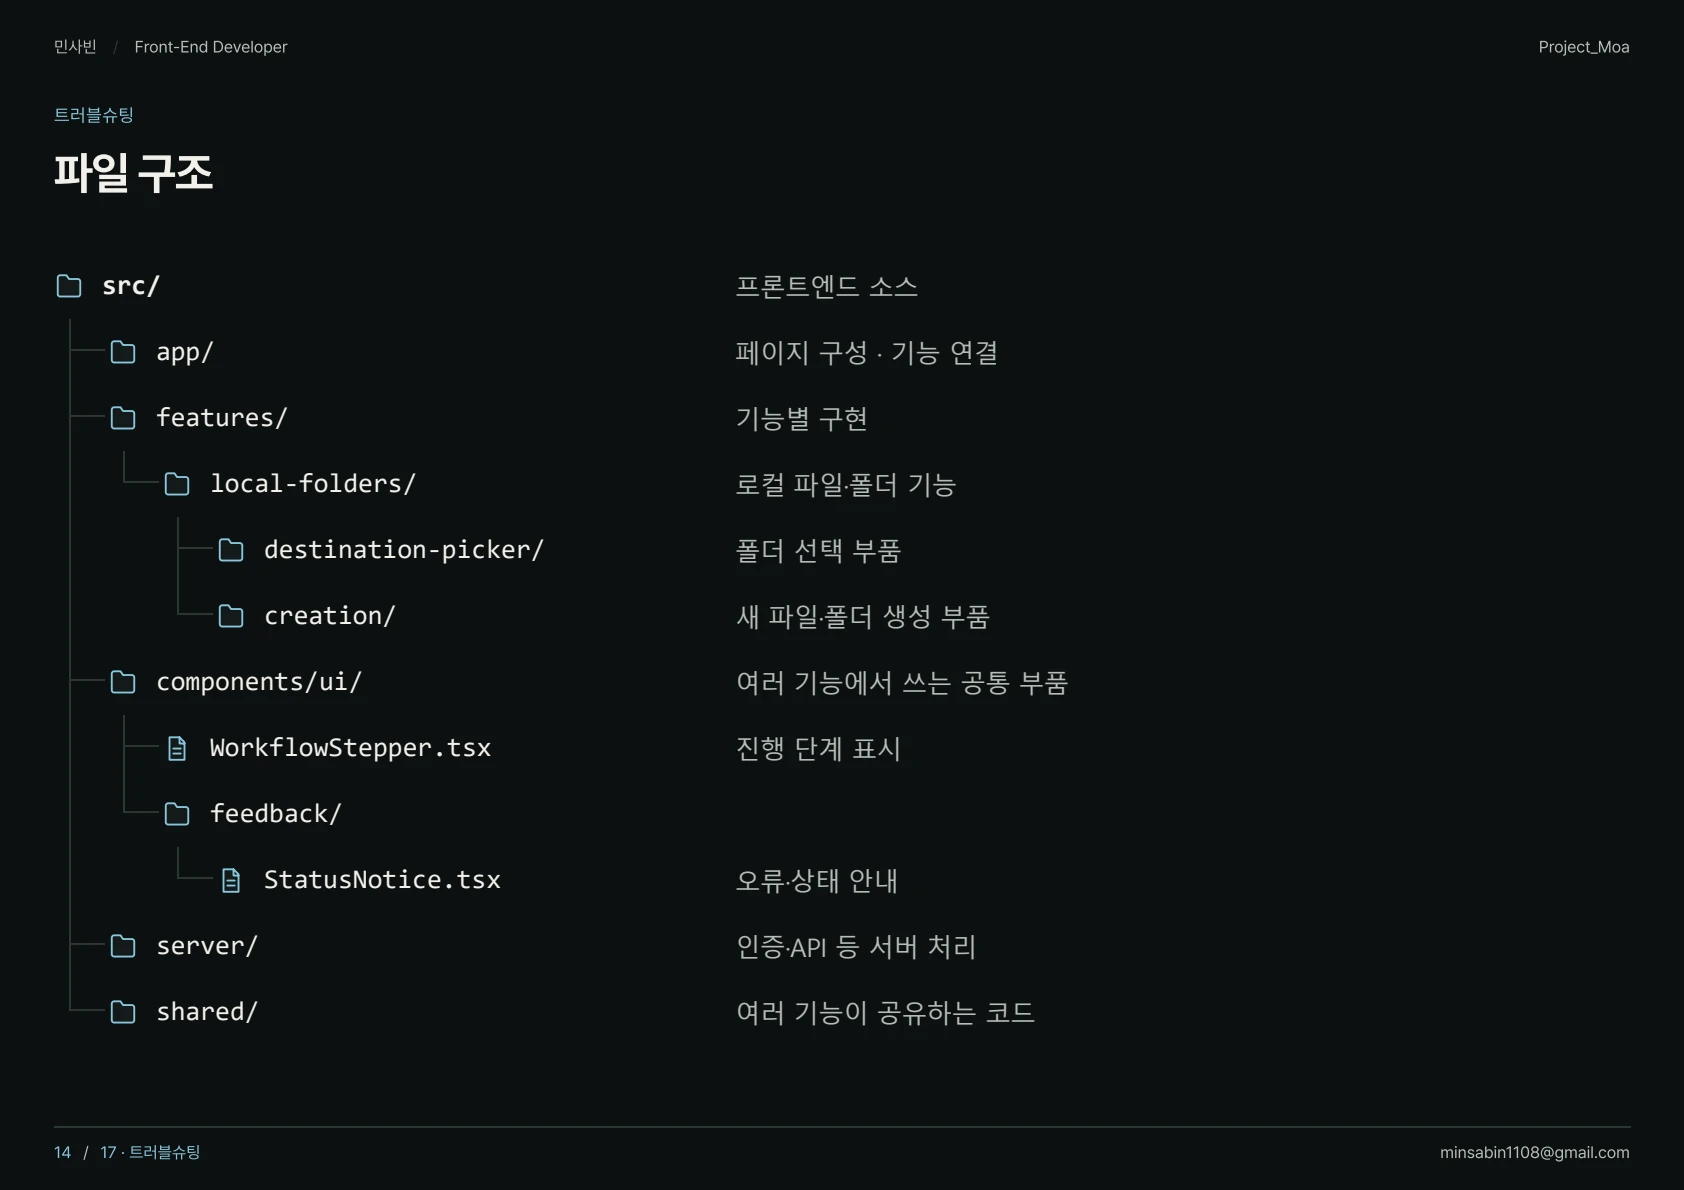 민사빈 / Front-End Developer
Project_Moa
트러블슈팅
파일 구조
src/ 프론트엔드 소스
app/ 페이지 구성 · 기능 연결
features/ 기능별 구현
local-folders/ 로컬 파일·폴더 기능
destination-picker/ 폴더 선택 부품
creation/ 새 파일·폴더 생성 부품
components/ui/ 여러 기능에서 쓰는 공통 부품
WorkflowStepper.tsx 진행 단계 표시
feedback/
StatusNotice.tsx 오류·상태 안내
server/ 인증·API 등 서버 처리
shared/ 여러 기능이 공유하는 코드
14 / 17 · 트러블슈팅
minsabin1108@gmail.com